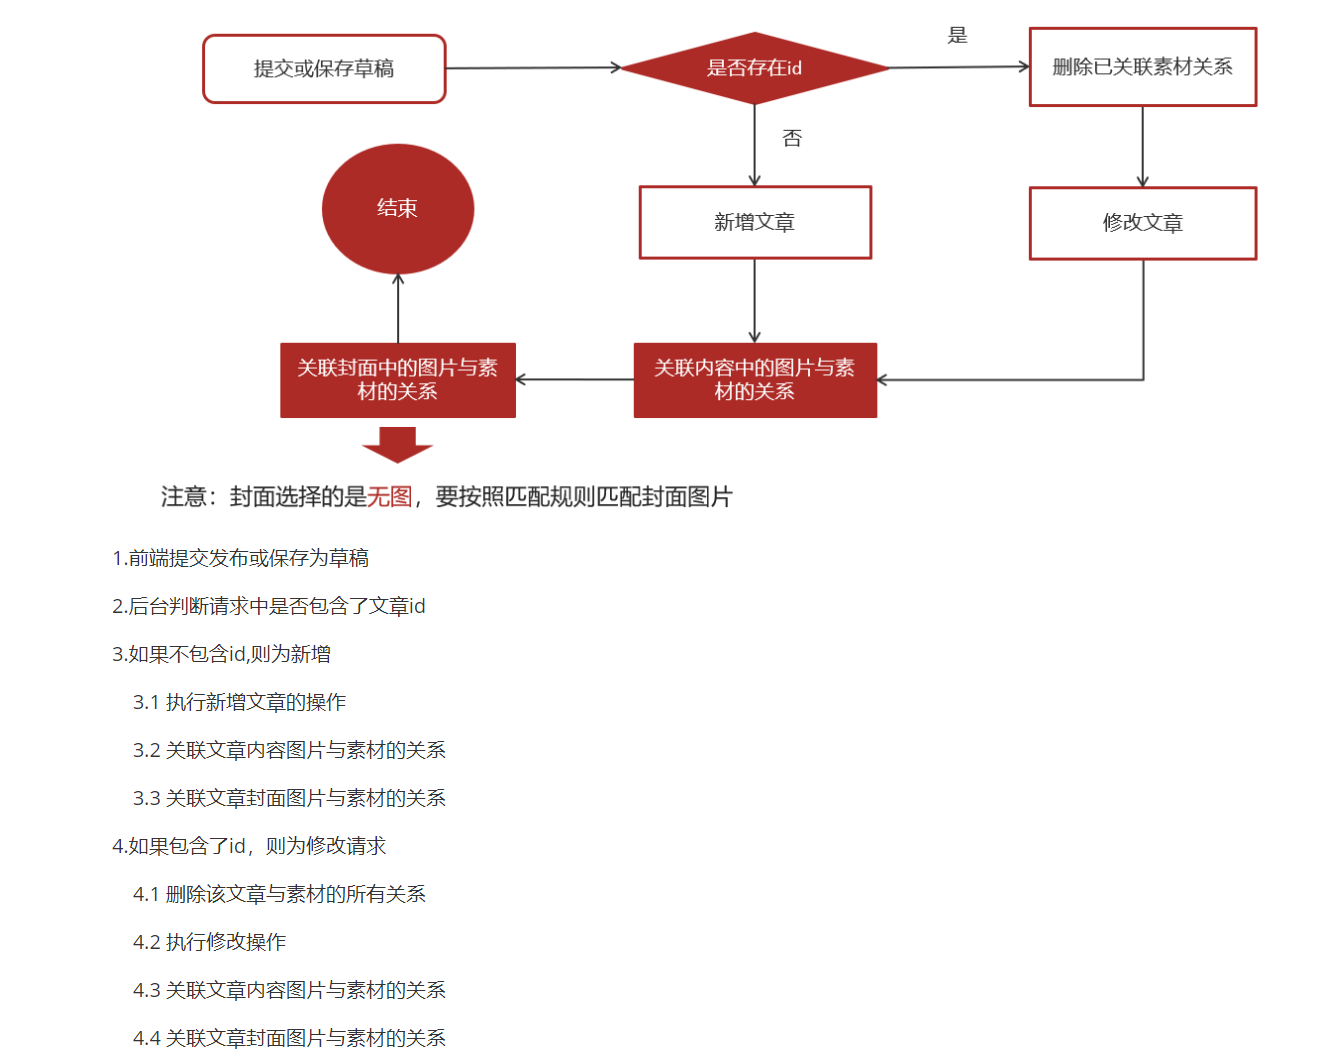 提交或保存草稿
是否存在id
是
删除已关联素材关系
否
结束
新增文章
修改文章
关联封面中的图片与素
材的关系
关联内容中的图片与素
材的关系
注意：封面选择的是无图，要按照匹配规则匹配封面图片
1.前端提交发布或保存为草稿
2.后台判断请求中是否包含了文章id
3.如果不包含id,则为新增
3.1 执行新增文章的操作
3.2 关联文章内容图片与素材的关系
3.3 关联文章封面图片与素材的关系
4.如果包含了id，则为修改请求
4.1 删除该文章与素材的所有关系
4.2 执行修改操作
4.3 关联文章内容图片与素材的关系
4.4 关联文章封面图片与素材的关系